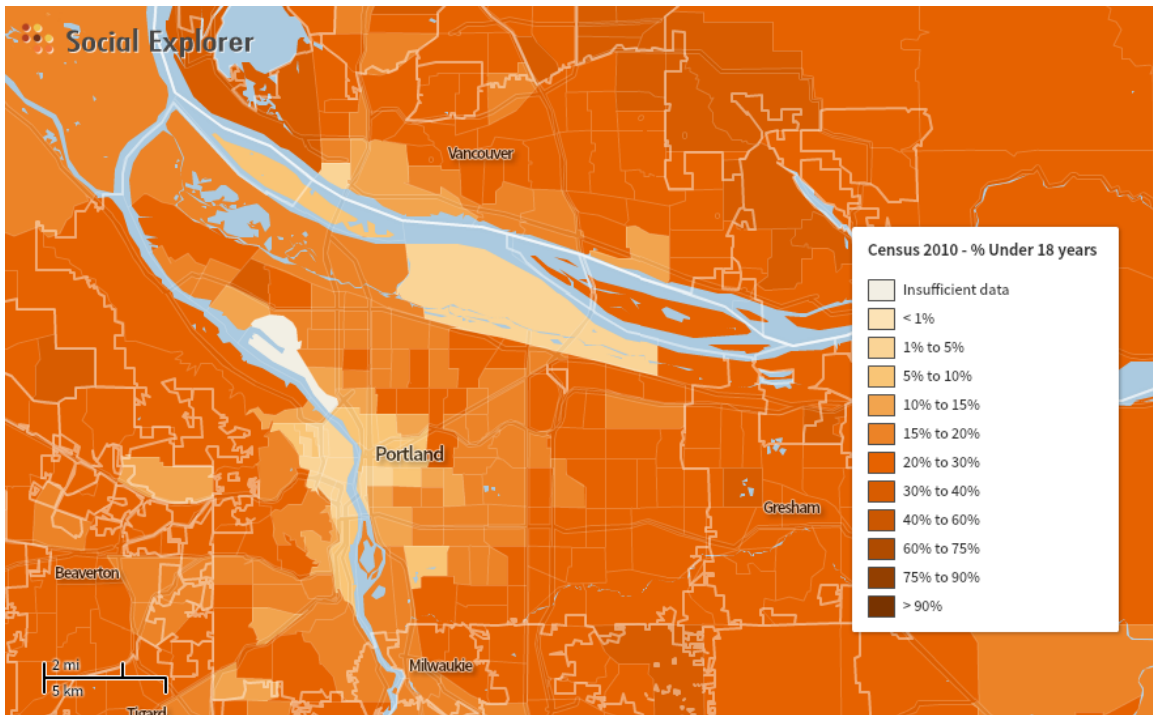 Social Explorer
Vancouver
Census 2010 - % Under 18 years
Insufficient data
< 1%
1% to 5%
5% to 10%
10% to 15%
15% to 20%
20% to 30%
30% to 40%
40% to 60%
60% to 75%
75% to 90%
> 90%
Portland
Gresham
Beaverton
Milwaukie
2 mi
5 km
Tigard